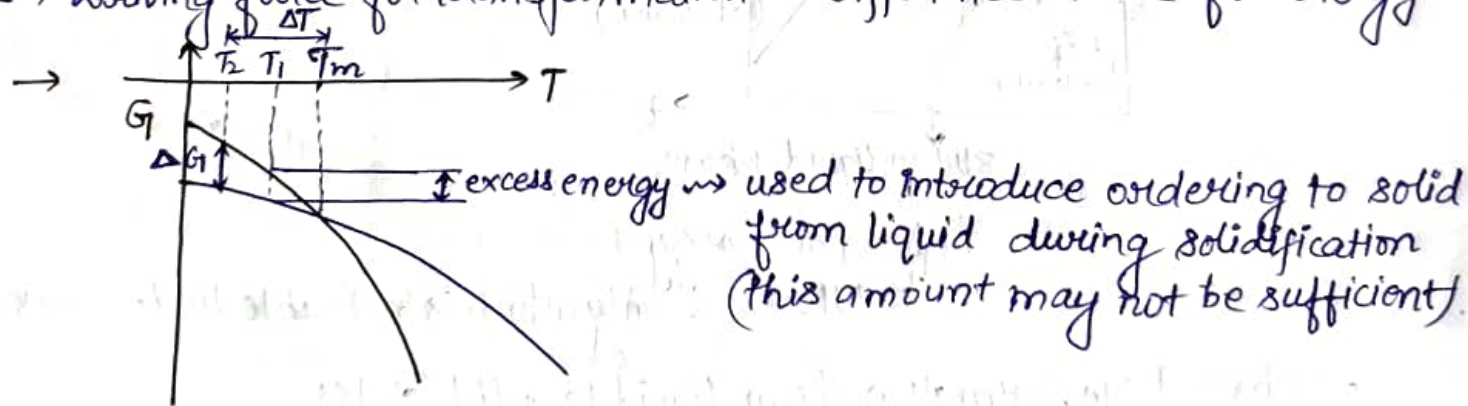 ΔT
T₂ T₁ Tm
→ T
G
ΔG
excess energy ⇝ used to introduce ordering to solid
from liquid during solidification
(this amount may not be sufficient)